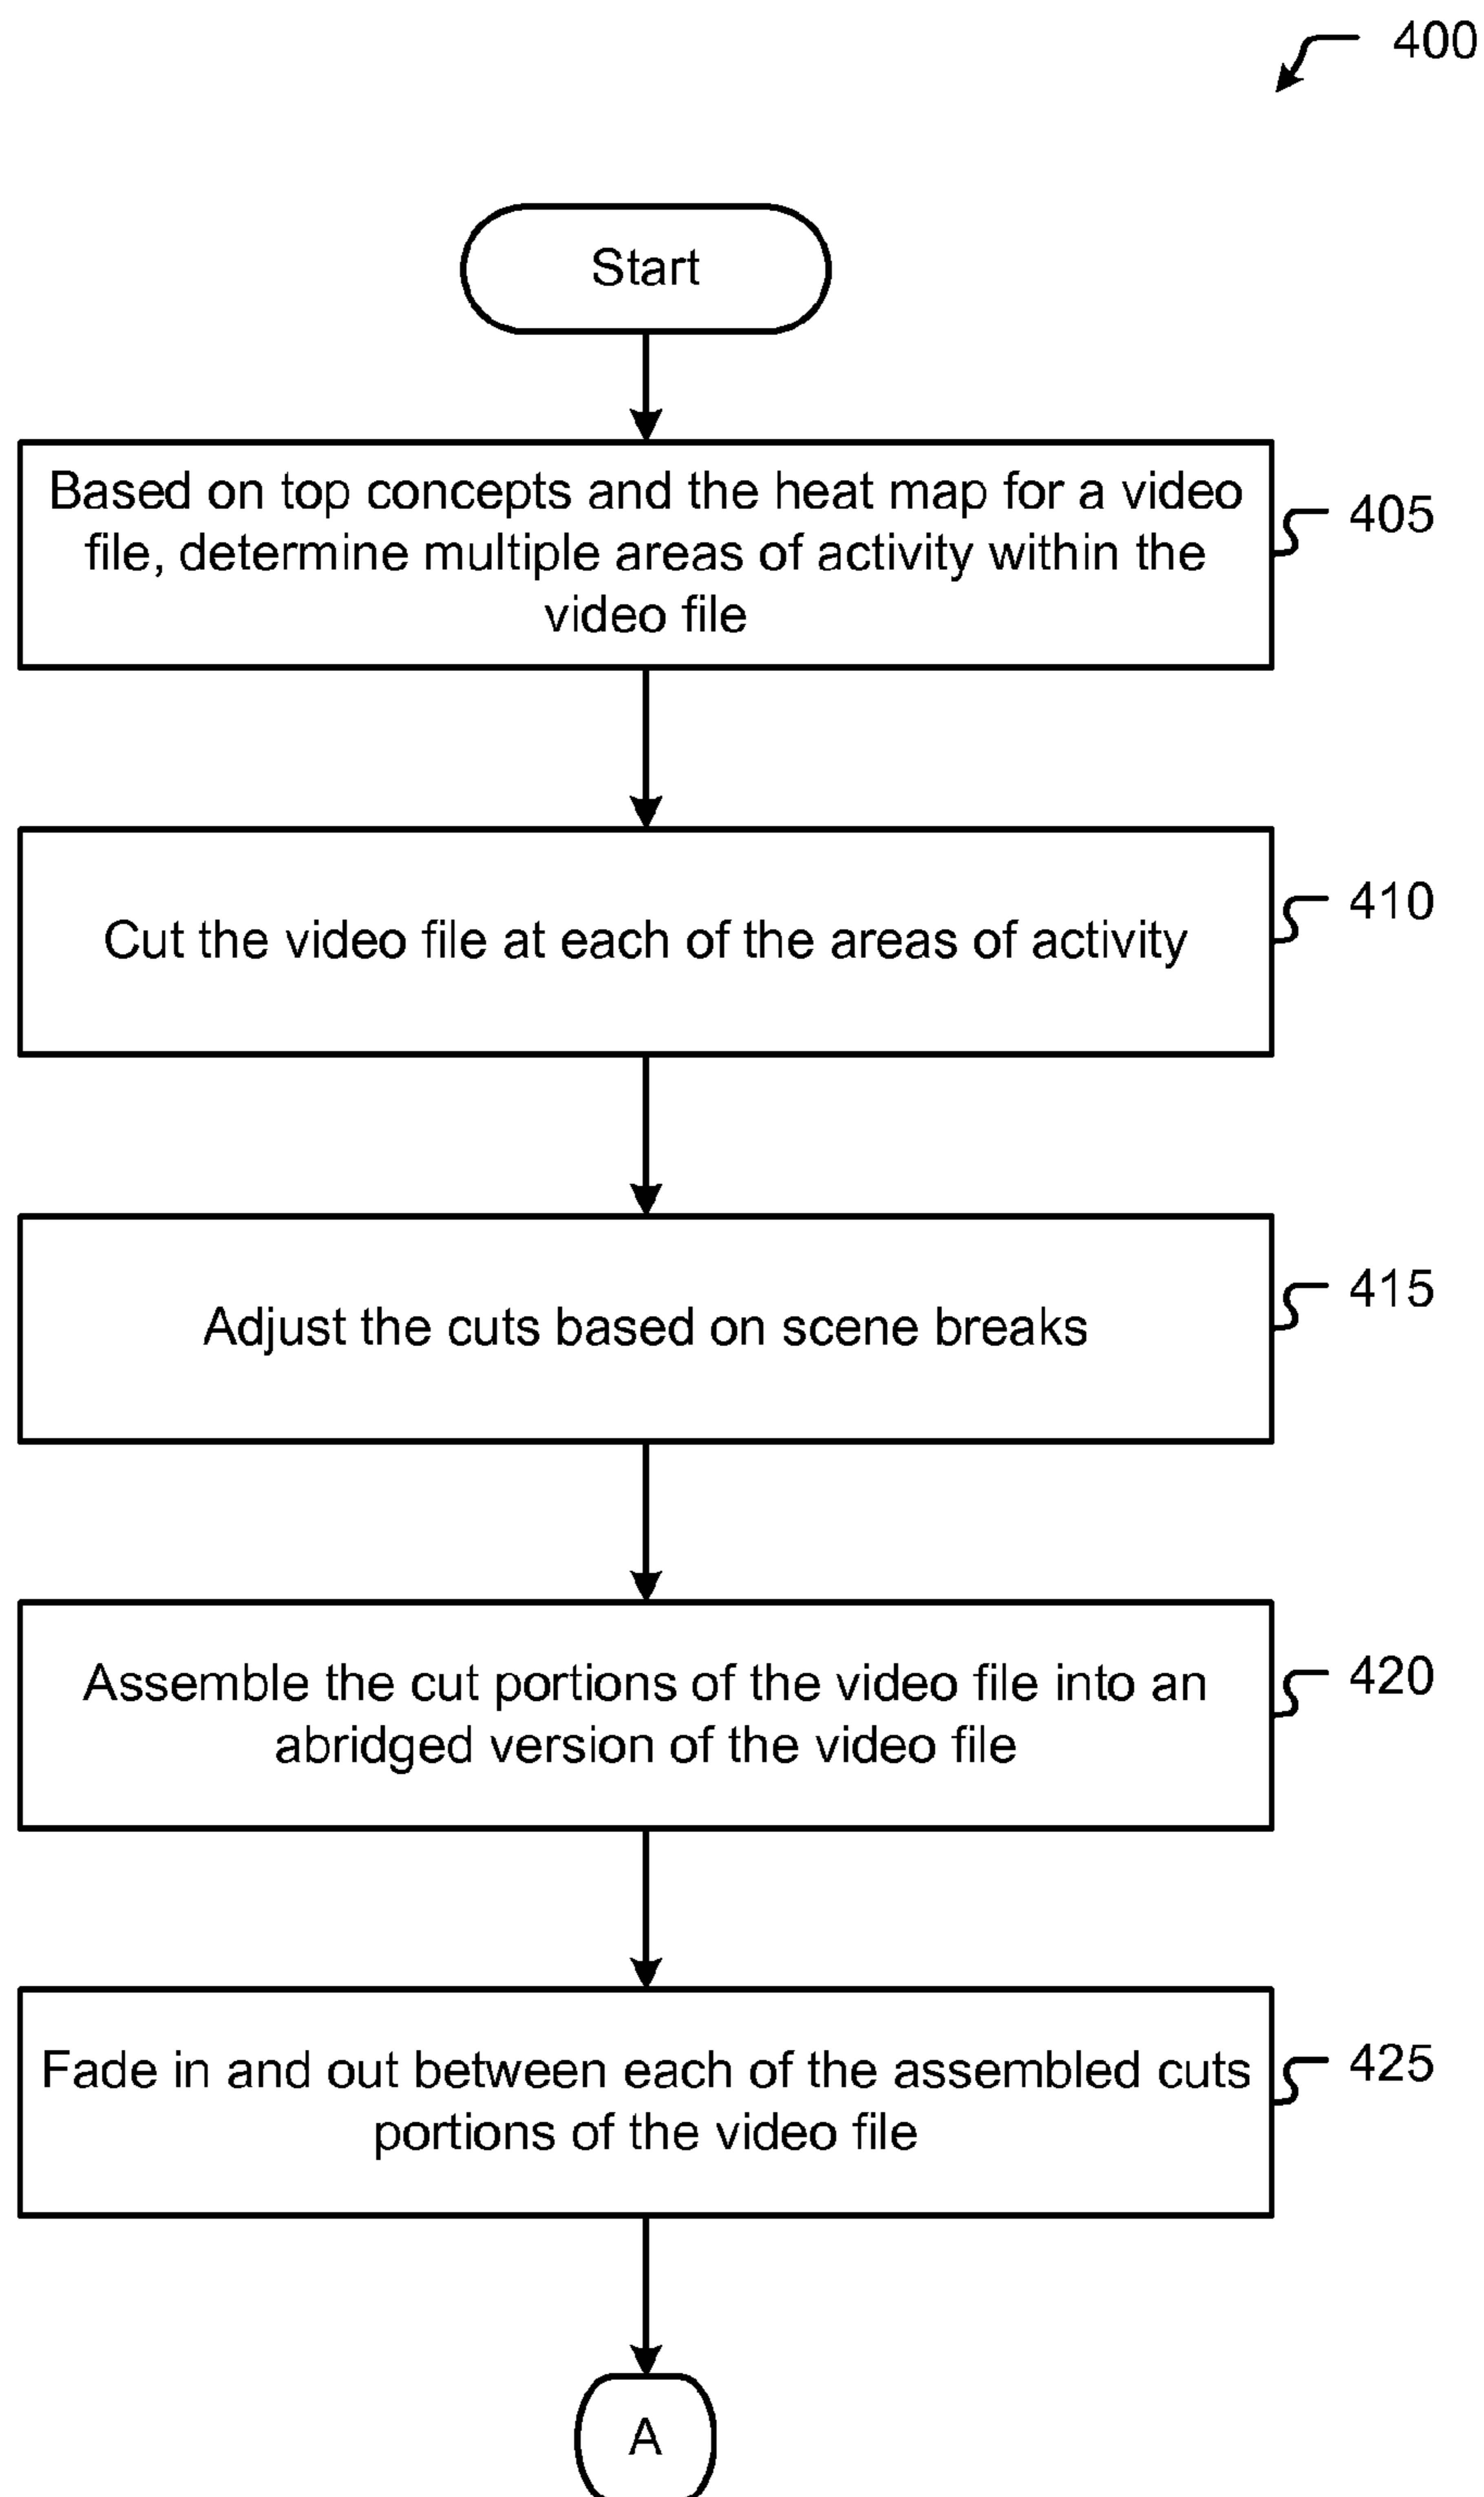 400
Start
Based on top concepts and the heat map for a video
file, determine multiple areas of activity within the
video file
405
Cut the video file at each of the areas of activity
410
Adjust the cuts based on scene breaks
415
Assemble the cut portions of the video file into an
abridged version of the video file
420
Fade in and out between each of the assembled cuts
portions of the video file
425
A